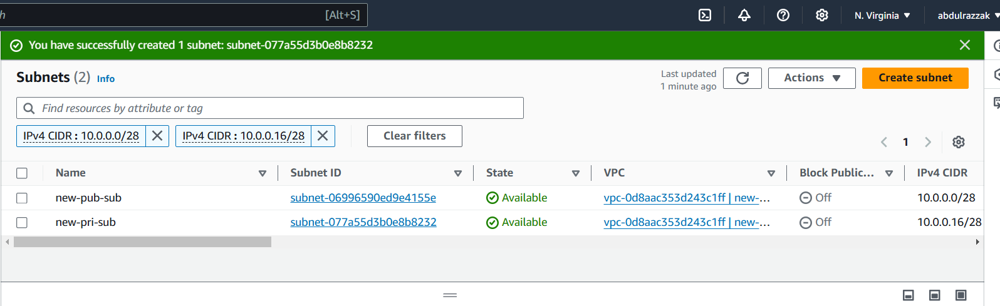 h [Alt+S] N. Virginia abdulrazzak
You have successfully created 1 subnet: subnet-077a55d3b0e8b8232
Subnets (2) Info
Last updated
1 minute ago
Actions
Create subnet
Find resources by attribute or tag
IPv4 CIDR : 10.0.0.0/28 IPv4 CIDR : 10.0.0.16/28 Clear filters
1
Name Subnet ID State VPC Block Public... IPv4 CIDR
new-pub-sub subnet-06996590ed9e4155e Available vpc-0d8aac353d243c1ff | new-... Off 10.0.0.0/28
new-pri-sub subnet-077a55d3b0e8b8232 Available vpc-0d8aac353d243c1ff | new-... Off 10.0.0.16/28